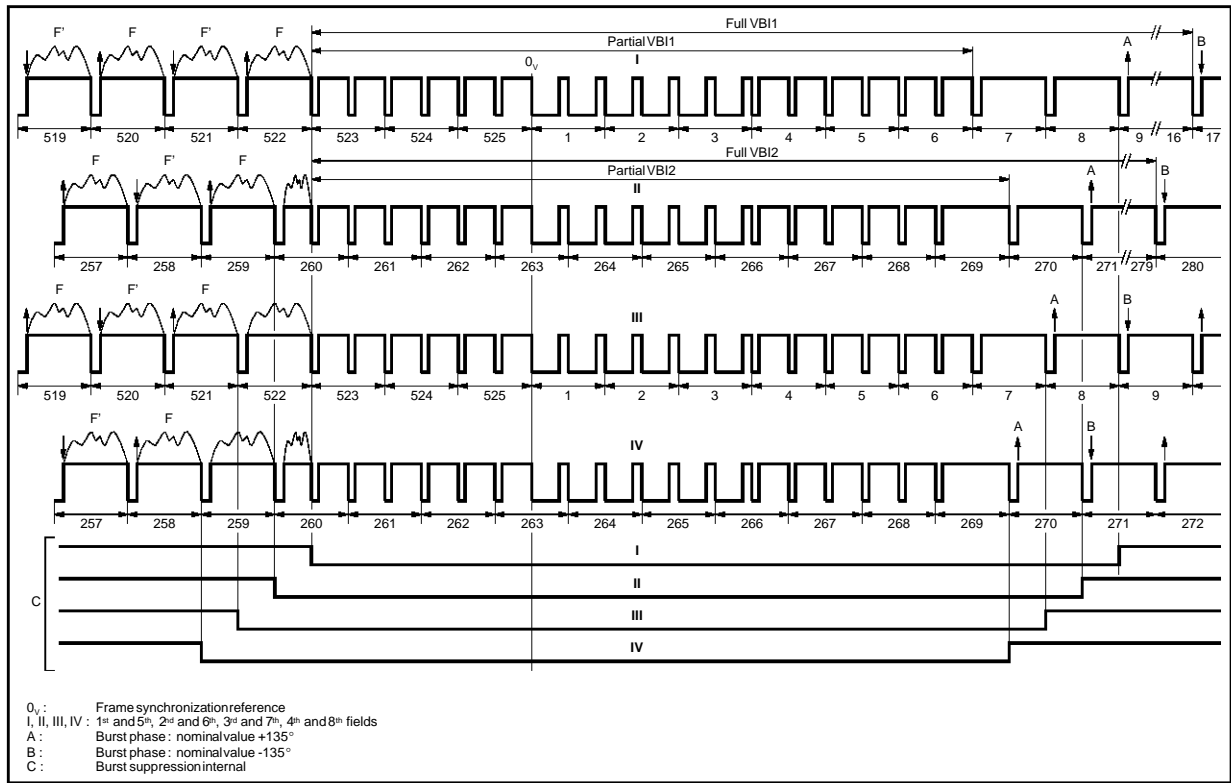 F' F F' F Full VBI1
Partial VBI1
0V I A B
519 520 521 522 523 524 525 1 2 3 4 5 6 7 8 9 16 17
F F' F Full VBI2
Partial VBI2
II A B
257 258 259 260 261 262 263 264 265 266 267 268 269 270 271 279 280
F F' F
III A B
519 520 521 522 523 524 525 1 2 3 4 5 6 7 8 9
F' F
IV A B
257 258 259 260 261 262 263 264 265 266 267 268 269 270 271 272
I
II
C
III
IV
0V : Frame synchronization reference
I, II, III, IV : 1st and 5th, 2nd and 6th, 3rd and 7th, 4th and 8th fields
A : Burst phase : nominal value +135°
B : Burst phase : nominal value -135°
C : Burst suppression internal